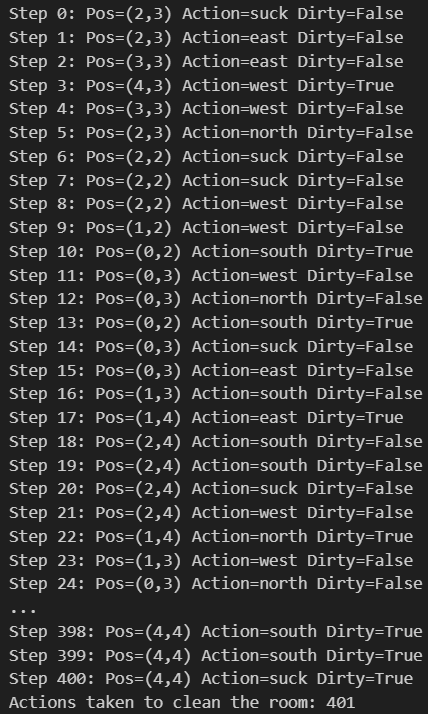 Step 0: Pos=(2,3) Action=suck Dirty=False
Step 1: Pos=(2,3) Action=east Dirty=False
Step 2: Pos=(3,3) Action=east Dirty=False
Step 3: Pos=(4,3) Action=west Dirty=True
Step 4: Pos=(3,3) Action=west Dirty=False
Step 5: Pos=(2,3) Action=north Dirty=False
Step 6: Pos=(2,2) Action=suck Dirty=False
Step 7: Pos=(2,2) Action=suck Dirty=False
Step 8: Pos=(2,2) Action=west Dirty=False
Step 9: Pos=(1,2) Action=west Dirty=False
Step 10: Pos=(0,2) Action=south Dirty=True
Step 11: Pos=(0,3) Action=west Dirty=False
Step 12: Pos=(0,3) Action=north Dirty=False
Step 13: Pos=(0,2) Action=south Dirty=True
Step 14: Pos=(0,3) Action=suck Dirty=False
Step 15: Pos=(0,3) Action=east Dirty=False
Step 16: Pos=(1,3) Action=south Dirty=False
Step 17: Pos=(1,4) Action=east Dirty=True
Step 18: Pos=(2,4) Action=south Dirty=False
Step 19: Pos=(2,4) Action=south Dirty=False
Step 20: Pos=(2,4) Action=suck Dirty=False
Step 21: Pos=(2,4) Action=west Dirty=False
Step 22: Pos=(1,4) Action=north Dirty=True
Step 23: Pos=(1,3) Action=west Dirty=False
Step 24: Pos=(0,3) Action=north Dirty=False
...
Step 398: Pos=(4,4) Action=south Dirty=True
Step 399: Pos=(4,4) Action=south Dirty=True
Step 400: Pos=(4,4) Action=suck Dirty=True
Actions taken to clean the room: 401